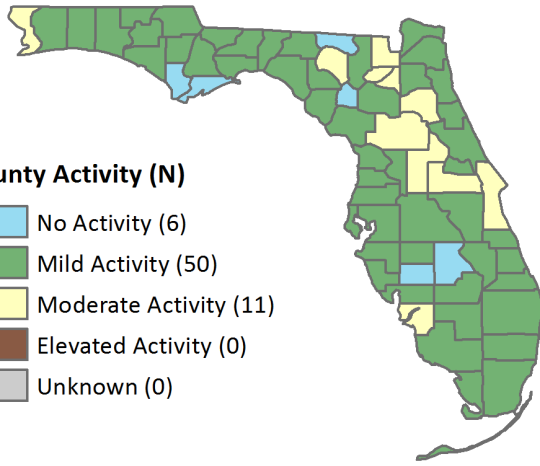 unty Activity (N)
No Activity (6)
Mild Activity (50)
Moderate Activity (11)
Elevated Activity (0)
Unknown (0)